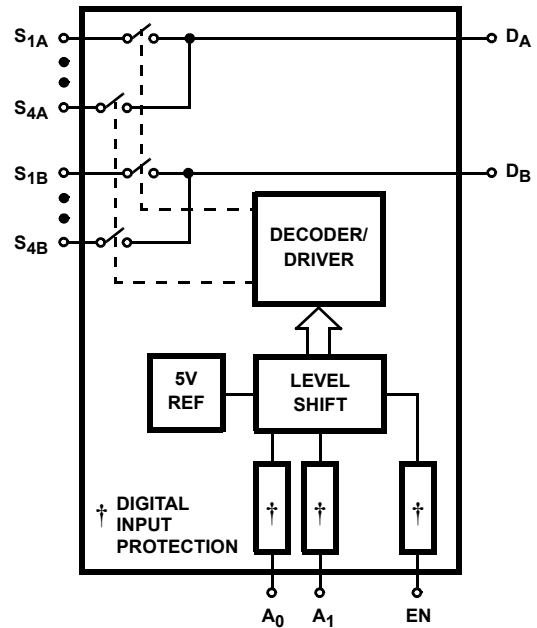 S1A
DA
S4A
S1B
DB
S4B
DECODER/
DRIVER
5V
REF
LEVEL
SHIFT
† DIGITAL
INPUT
PROTECTION
†
†
†
A0
A1
EN